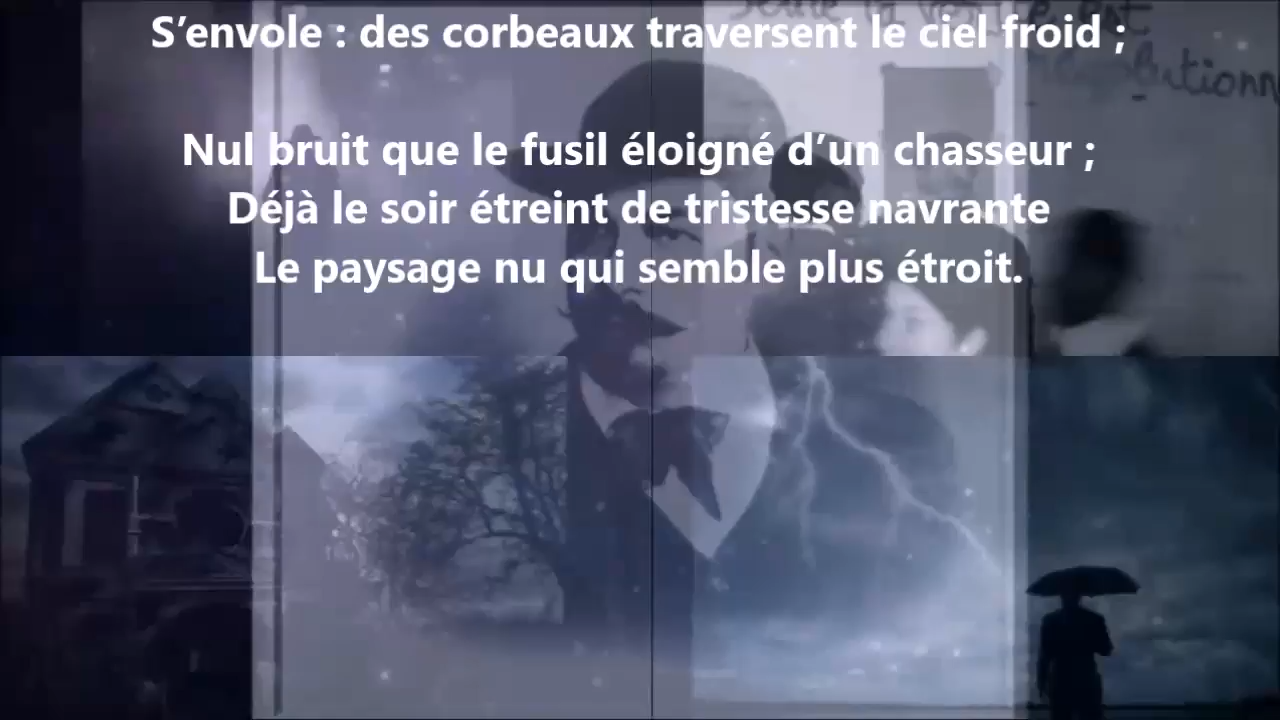 S’envole : des corbeaux traversent le ciel froid ;
Nul bruit que le fusil éloigné d’un chasseur ;
Déjà le soir étreint de tristesse navrante
Le paysage nu qui semble plus étroit.